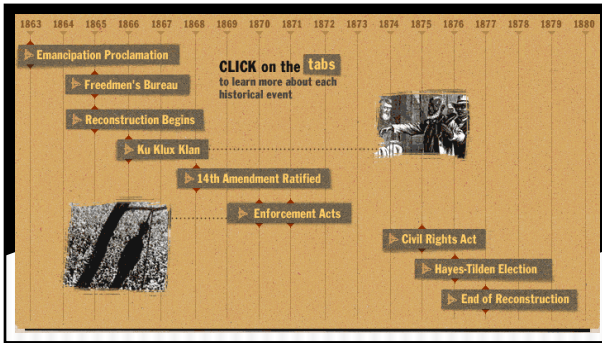 1863 1864 1865 1866 1867 1868 1869 1870 1871 1872 1873 1874 1875 1876 1877 1878 1879 1880
Emancipation Proclamation
CLICK on the tabs
to learn more about each
historical event
Freedmen's Bureau
Reconstruction Begins
Ku Klux Klan
14th Amendment Ratified
Enforcement Acts
Civil Rights Act
Hayes-Tilden Election
End of Reconstruction